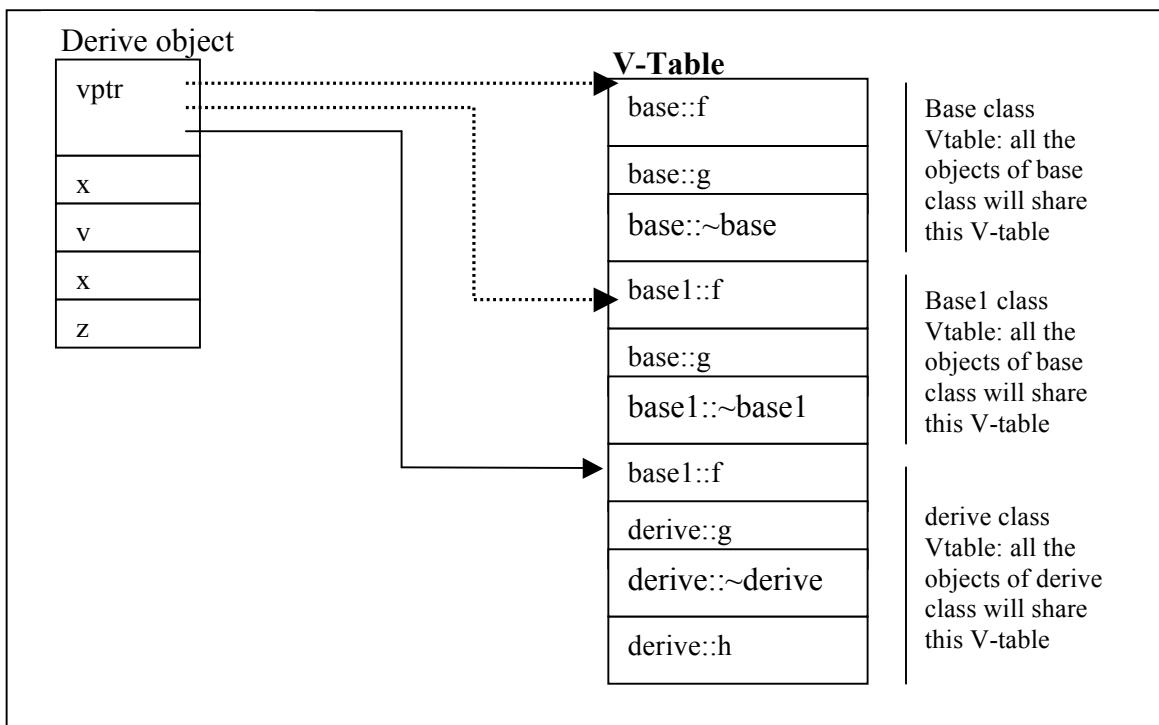 Derive object
vptr
x
v
x
z
V-Table
base::f
base::g
base::~base
base1::f
base::g
base1::~base1
base1::f
derive::g
derive::~derive
derive::h
Base class
Vtable: all the
objects of base
class will share
this V-table
Base1 class
Vtable: all the
objects of base
class will share
this V-table
derive class
Vtable: all the
objects of derive
class will share
this V-table